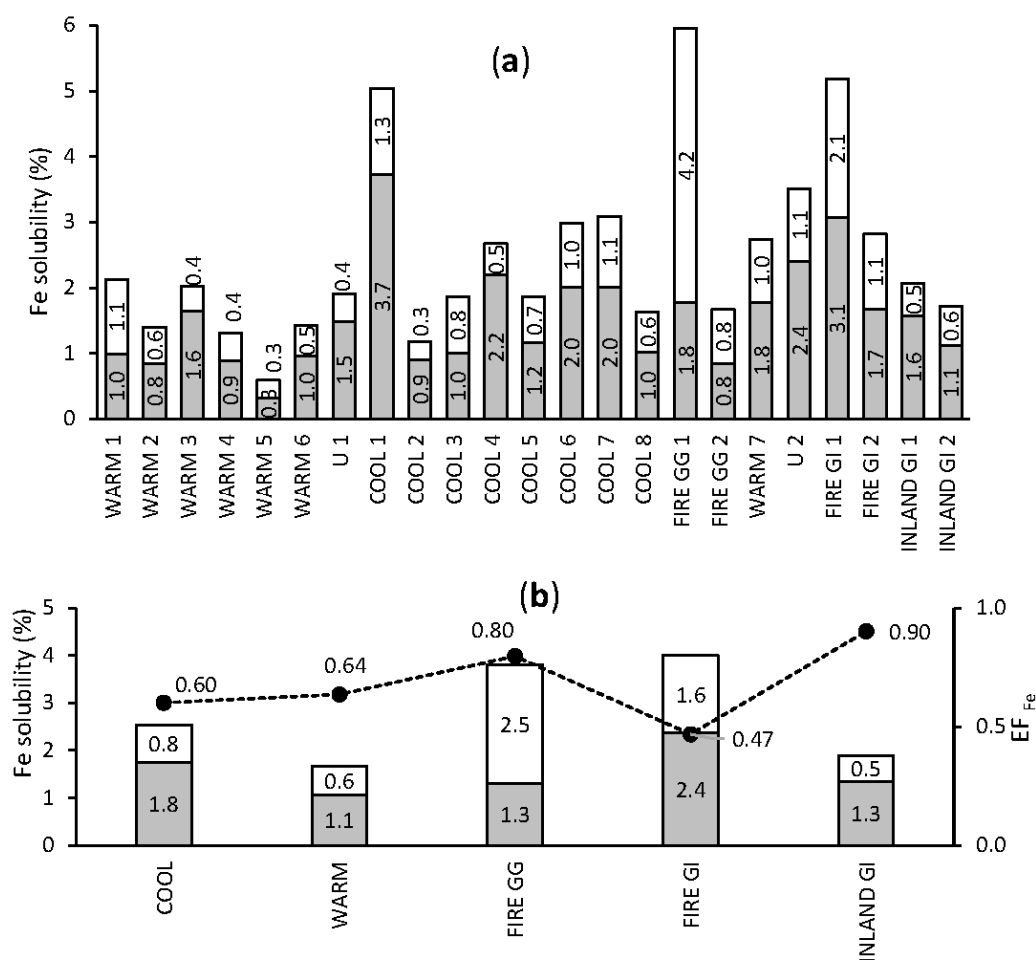 (a)
Fe solubility (%)
6
5
4
3
2
1
0
1.1 0.6 0.4 0.4 0.3 0.5 0.4 1.3 0.3 0.8 0.5 0.7 1.0 1.1 0.6 4.2 0.8 1.0 1.1 2.1 1.1 0.5 0.6
1.0 0.8 1.6 0.9 0.3 1.0 1.5 3.7 0.9 1.0 2.2 1.2 2.0 2.0 1.0 1.8 0.8 1.8 2.4 3.1 1.7 1.6 1.1
WARM 1
WARM 2
WARM 3
WARM 4
WARM 5
WARM 6
U 1
COOL 1
COOL 2
COOL 3
COOL 4
COOL 5
COOL 6
COOL 7
COOL 8
FIRE GG 1
FIRE GG 2
WARM 7
U 2
FIRE GI 1
FIRE GI 2
INLAND GI 1
INLAND GI 2
(b)
Fe solubility (%)
5
4
3
2
1
0
0.60 0.64 0.80 0.47 0.90
0.8 0.6 2.5 1.6 0.5
1.8 1.1 1.3 2.4 1.3
1.0
0.5
0.0
EF Fe
COOL
WARM
FIRE GG
FIRE GI
INLAND GI